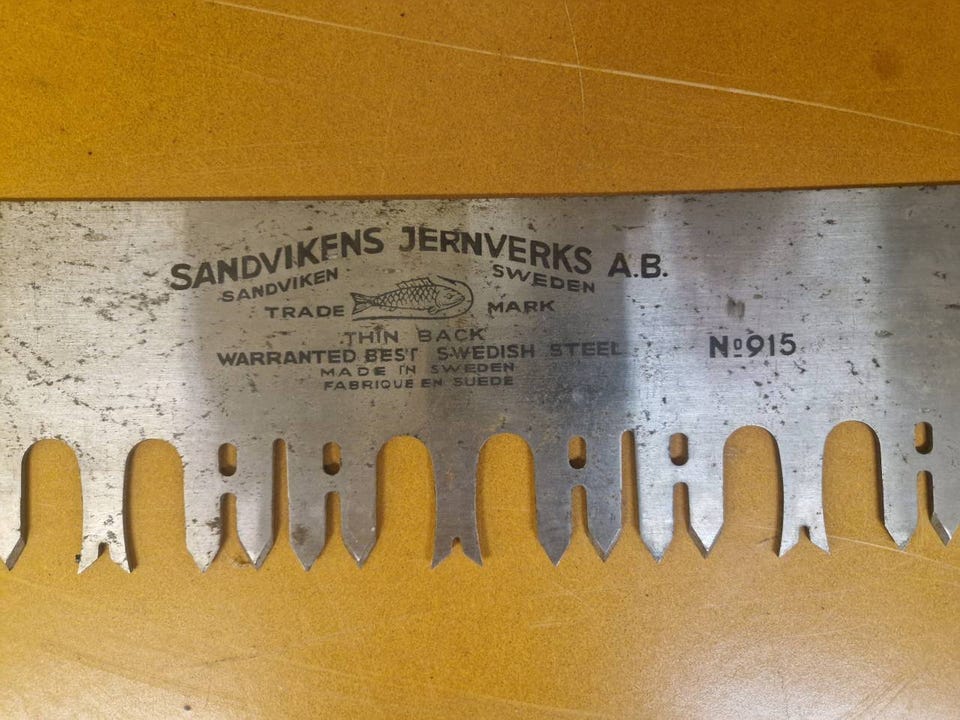 SANDVIKENS JERNVERKS A.B.
SANDVIKEN SWEDEN
TRADE MARK
THIN BACK
WARRANTED BEST SWEDISH STEEL
MADE IN SWEDEN
FABRIQUE EN SUEDE
Nº915